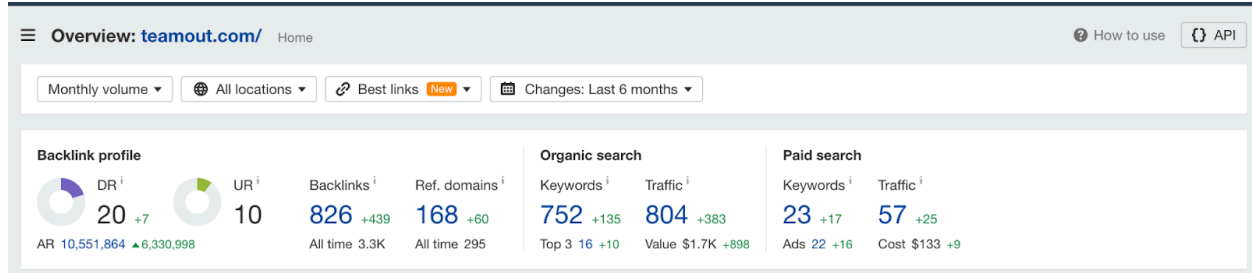 Overview: teamout.com/ Home How to use {} API
Monthly volume All locations Best links New Changes: Last 6 months
Backlink profile Organic search Paid search
DR UR Backlinks Ref. domains Keywords Traffic Keywords Traffic
20 +7 10 826 +439 168 +60 752 +135 804 +383 23 +17 57 +25
AR 10,551,864 ▲6,330,998 All time 3.3K All time 295 Top 3 16 +10 Value $1.7K +898 Ads 22 +16 Cost $133 +9